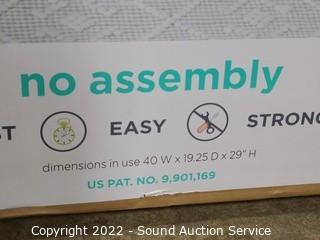 no assembly
ST EASY STRONG
dimensions in use 40 W x 19.25 D x 29" H
US PAT. NO. 9,901,169
Copyright 2022 - Sound Auction Service